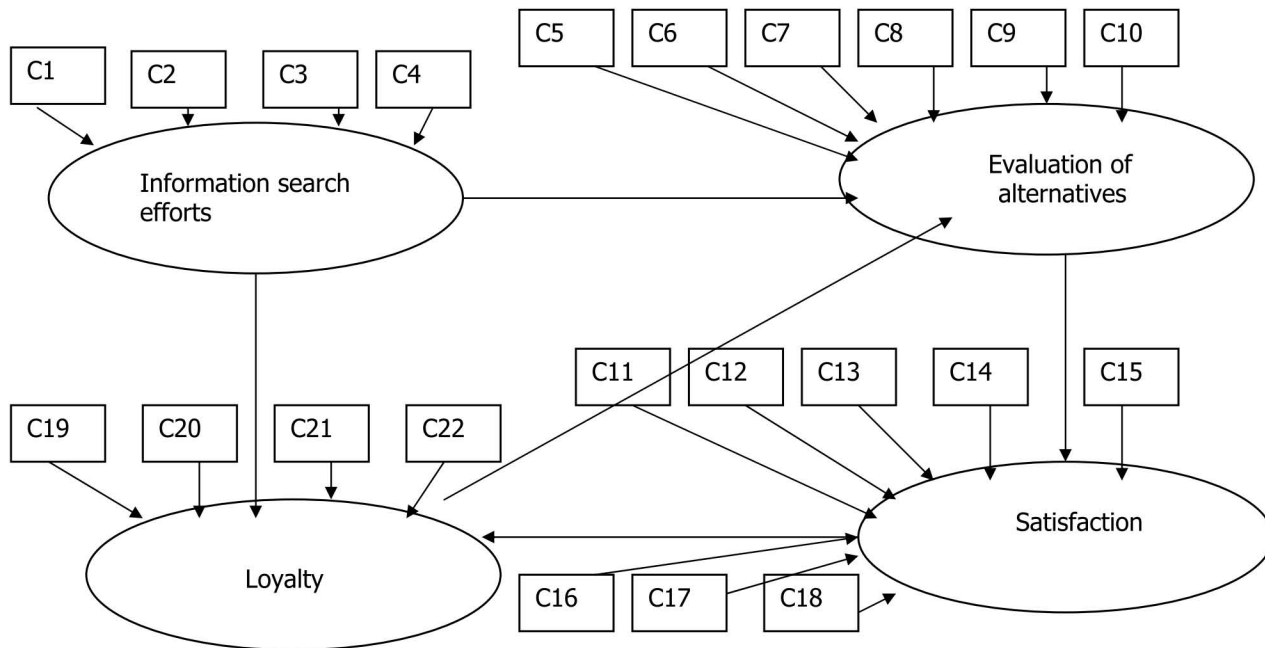 C5
C6
C7
C8
C9
C10
C1
C2
C3
C4
Information search
efforts
Evaluation of
alternatives
C11
C12
C13
C14
C15
C19
C20
C21
C22
Satisfaction
Loyalty
C16
C17
C18